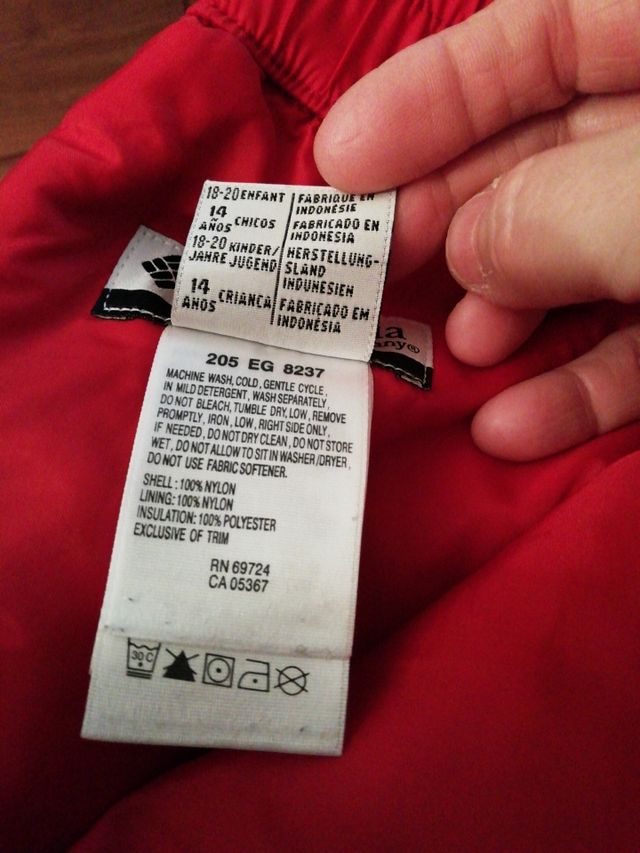 18-20 ENFANT
14
AÑOS CHICOS
18-20 KINDER/
JAHRE JUGEND
14
ANOS CRIANCA
FABRIQUE EN
INDONÉSIE
FABRICADO EN
INDONESIA
HERSTELLUNG-
SLAND
INDUNESIEN
FABRICADO EM
INDONÉSIA
205 EG 8237
MACHINE WASH, COLD, GENTLE CYCLE,
IN MILD DETERGENT, WASH SEPARATELY,
DO NOT BLEACH, TUMBLE DRY, LOW, REMOVE
PROMPTLY, IRON, LOW, RIGHT SIDE ONLY,
IF NEEDED, DO NOT DRY CLEAN, DO NOT STORE
WET, DO NOT ALLOW TO SIT IN WASHER/DRYER,
DO NOT USE FABRIC SOFTENER.
SHELL: 100% NYLON
LINING: 100% NYLON
INSULATION: 100% POLYESTER
EXCLUSIVE OF TRIM
RN 69724
CA 05367
30 C